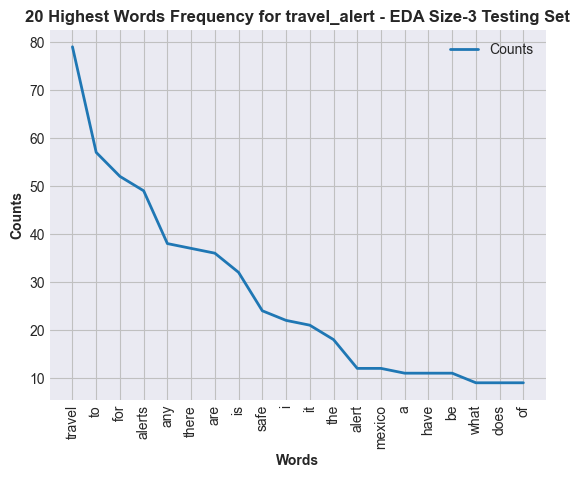 20 Highest Words Frequency for travel_alert - EDA Size-3 Testing Set
Counts
80
70
60
50
40
30
20
10
Counts
travel
to
for
alerts
any
there
are
is
safe
i
it
the
alert
mexico
a
have
be
what
does
of
Words